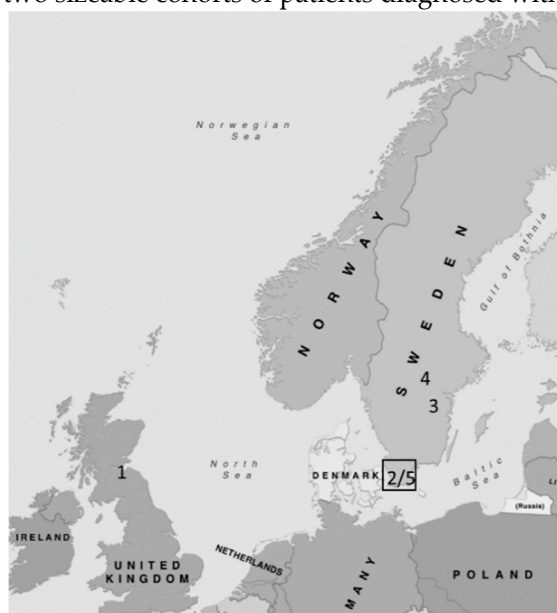 two sizeable cohorts of patients diagnosed with
Norwegian
Sea
NORWAY
SWEDEN
Gulf of Bothnia
4
3
1
North
Sea
DENMARK
2/5
Baltic
Sea
LI
(Russia)
IRELAND
UNITED
KINGDOM
NETHERLANDS
MANY
POLAND